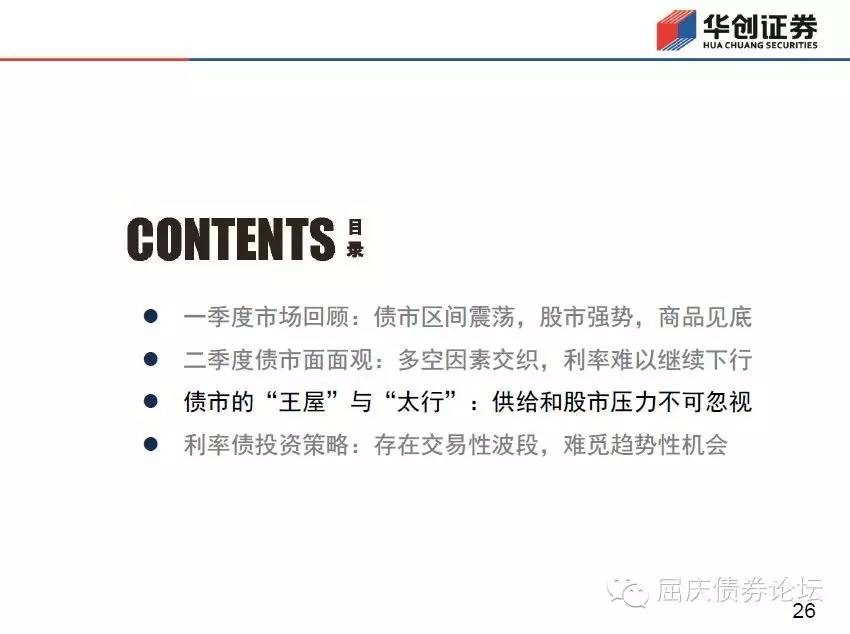 华创证券
HUA CHUANG SECURITIES
CONTENTS 目录
● 一季度市场回顾：债市区间震荡，股市强势，商品见底
● 二季度债市面面观：多空因素交织，利率难以继续下行
● 债市的“王屋”与“太行”：供给和股市压力不可忽视
● 利率债投资策略：存在交易性波段，难觅趋势性机会
屈庆债券论坛
26